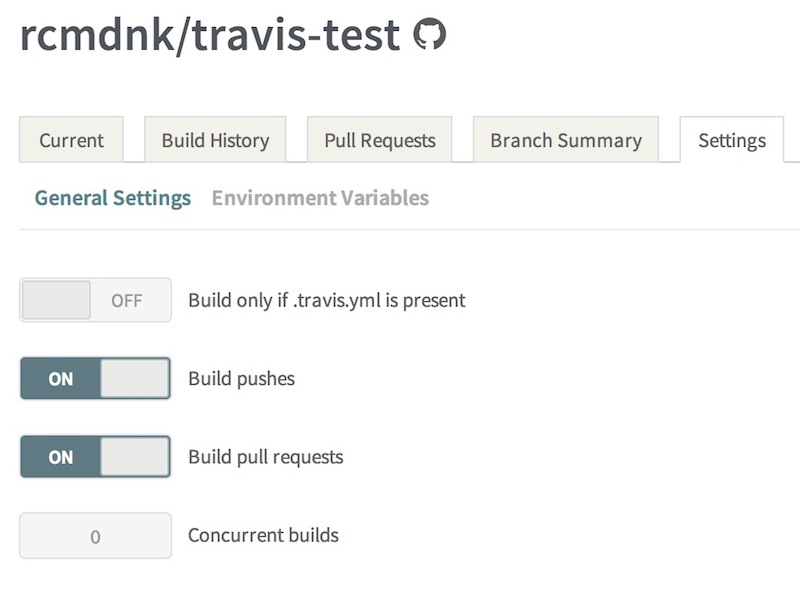 rcmdnk/travis-test
Current Build History Pull Requests Branch Summary Settings
General Settings Environment Variables
OFF Build only if .travis.yml is present
ON Build pushes
ON Build pull requests
0 Concurrent builds